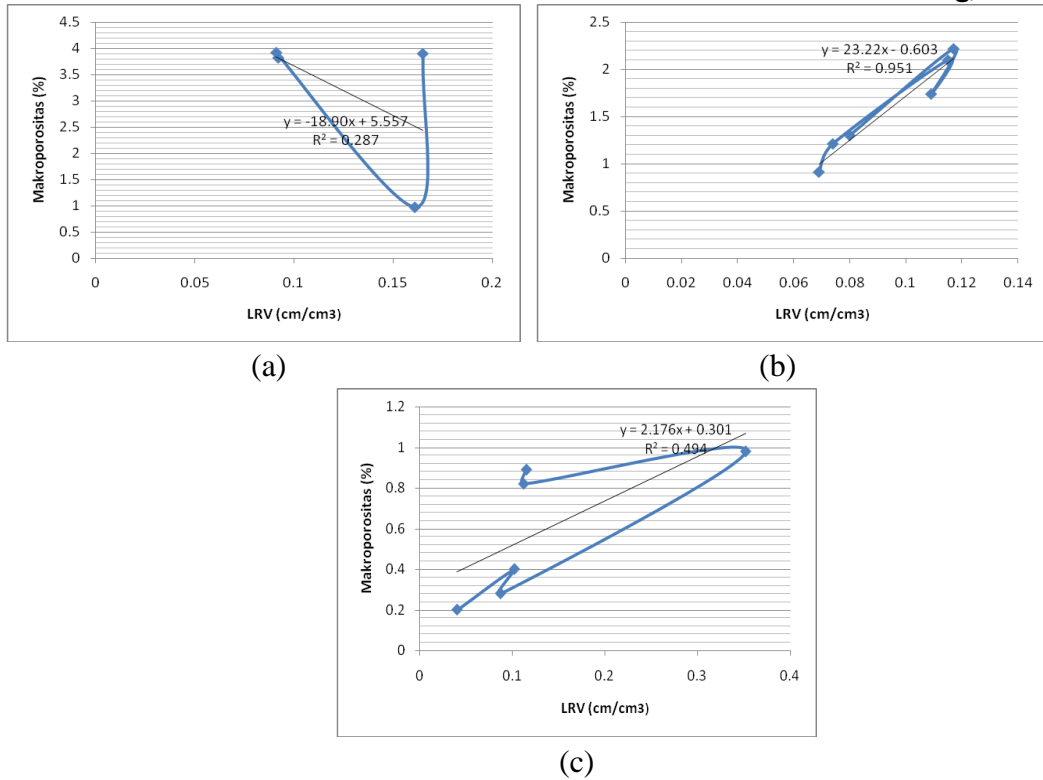 g,
4.5
4
3.5
3
2.5
2
1.5
1
0.5
0
Makroporositas (%)
y = -18.90x + 5.557
R² = 0.287
0 0.05 0.1 0.15 0.2
LRV (cm/cm3)
(a)
2.5
2
1.5
1
0.5
0
Makroporositas (%)
y = 23.22x - 0.603
R² = 0.951
0 0.02 0.04 0.06 0.08 0.1 0.12 0.14
LRV (cm/cm3)
(b)
1.2
1
0.8
0.6
0.4
0.2
0
Makroporositas (%)
y = 2.176x + 0.301
R² = 0.494
0 0.1 0.2 0.3 0.4
LRV (cm/cm3)
(c)